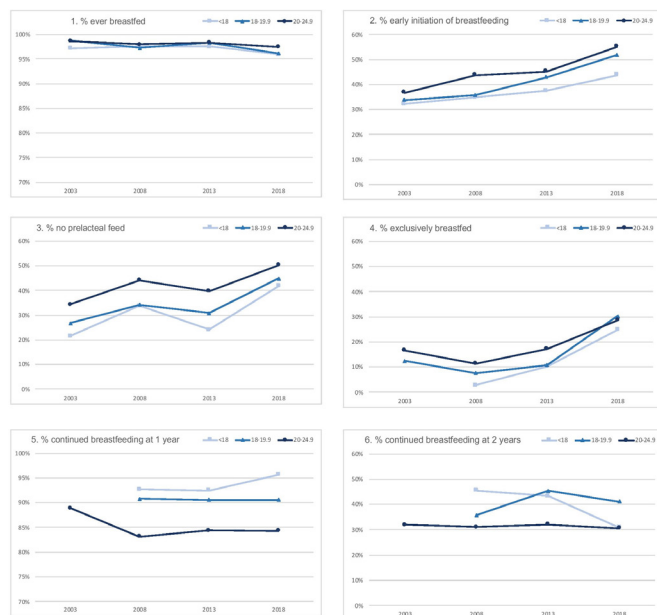 1. % ever breastfed
<18 18-19.9 20-24.9
100%
95%
90%
85%
80%
75%
70%
2003 2008 2013 2018
2. % early initiation of breastfeeding
<18 18-19.9 20-24.9
60%
50%
40%
30%
20%
10%
0%
2003 2008 2013 2018
3. % no prelacteal feed
<18 18-19.9 20-24.9
60%
50%
40%
30%
20%
10%
0%
2003 2008 2013 2018
4. % exclusively breastfed
<18 18-19.9 20-24.9
60%
50%
40%
30%
20%
10%
0%
2003 2008 2013 2018
5. % continued breastfeeding at 1 year
<18 18-19.9 20-24.9
100%
95%
90%
85%
80%
75%
70%
2003 2008 2013 2018
6. % continued breastfeeding at 2 years
<18 18-19.9 20-24.9
60%
50%
40%
30%
20%
10%
0%
2003 2008 2013 2018